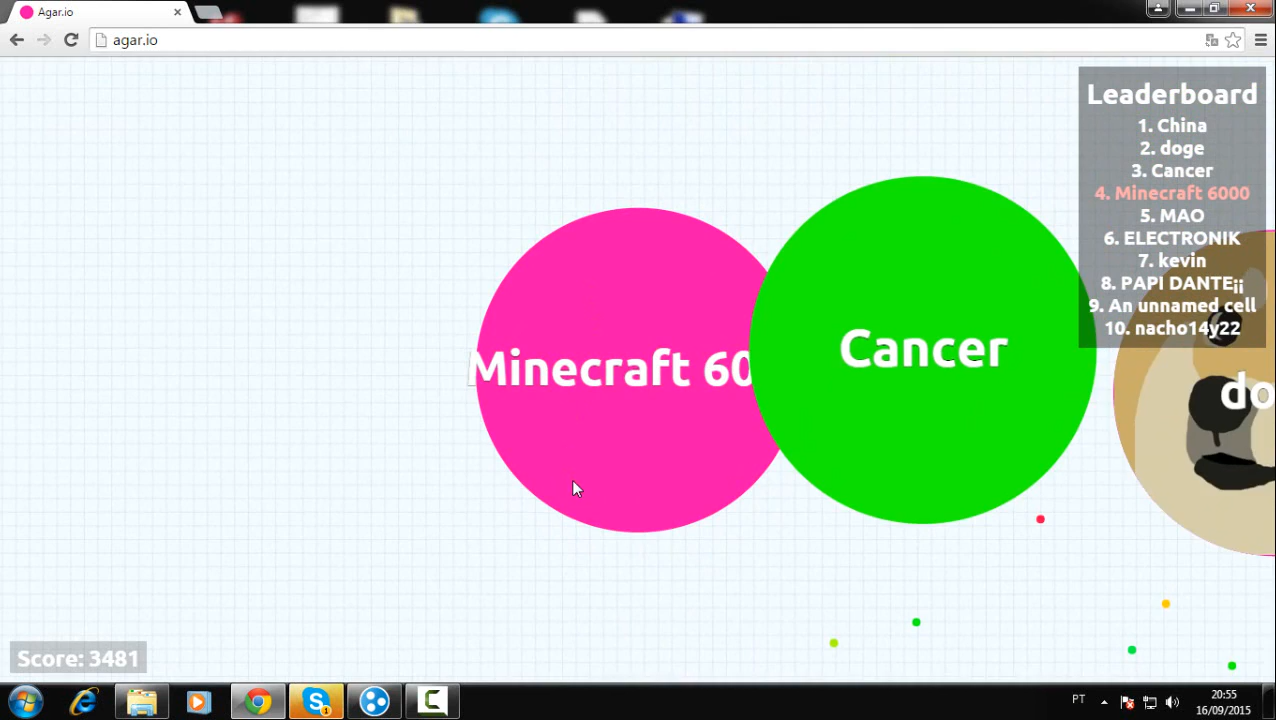 Agar.io
agar.io
Leaderboard
1. China
2. doge
3. Cancer
4. Minecraft 6000
5. MAO
6. ELECTRONIK
7. kevin
8. PAPI DANTE¡¡
9. An unnamed cell
10. nacho14y22
Minecraft 60
Cancer
do
Score: 3481
PT
20:55
16/09/2015